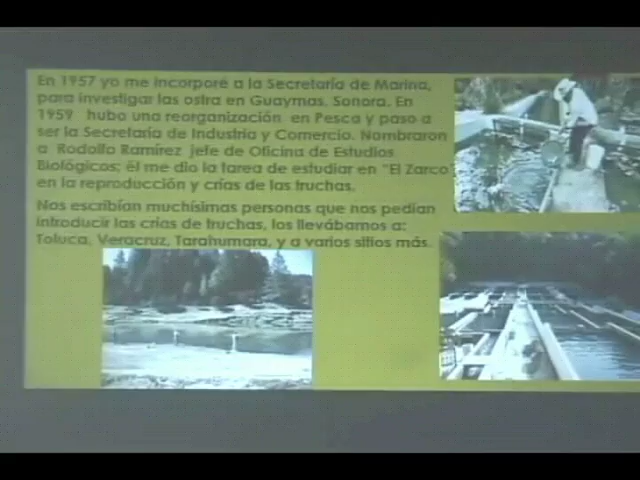 En 1957 yo me incorporé a la Secretaría de Marina,
para investigar las ostra en Guaymas, Sonora. En
1959 hubo una reorganización en Pesca y paso a
ser la Secretaría de Industria y Comercio. Nombraron
a Rodolfo Ramírez jefe de Oficina de Estudios
Biológicos; él me dio la tarea de estudiar en "El Zarco"
en la reproducción y crías de las truchas.
Nos escribían muchísimas personas que nos pedían
introducir las crías de truchas, los llevábamos a:
Toluca, Veracruz, Tarahumara, y a varios sitios más.